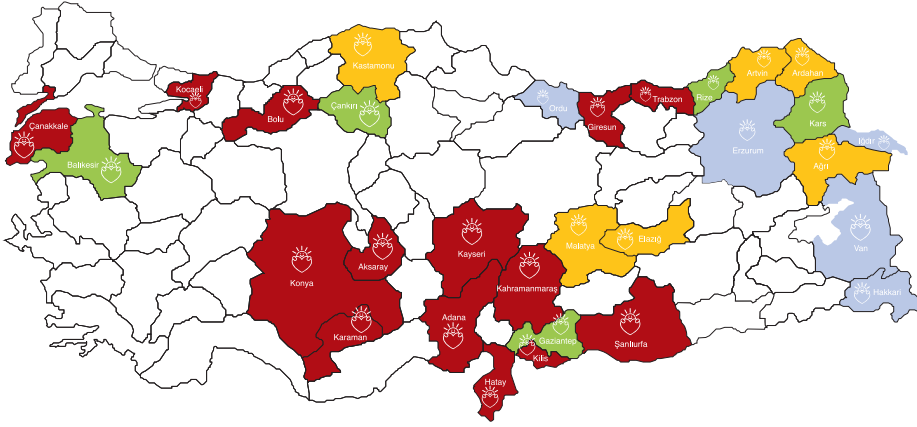 Kastamonu
Artvin
Ardahan
Kocaeli
Rize
Trabzon
Ordu
Çankırı
Bolu
Giresun
Kars
Çanakkale
Iğdır
Erzurum
Balıkesir
Ağrı
Malatya
Elazığ
Van
Kayseri
Aksaray
Konya
Kahramanmaraş
Hakkari
Adana
Karaman
Gaziantep
Şanlıurfa
Kilis
Hatay